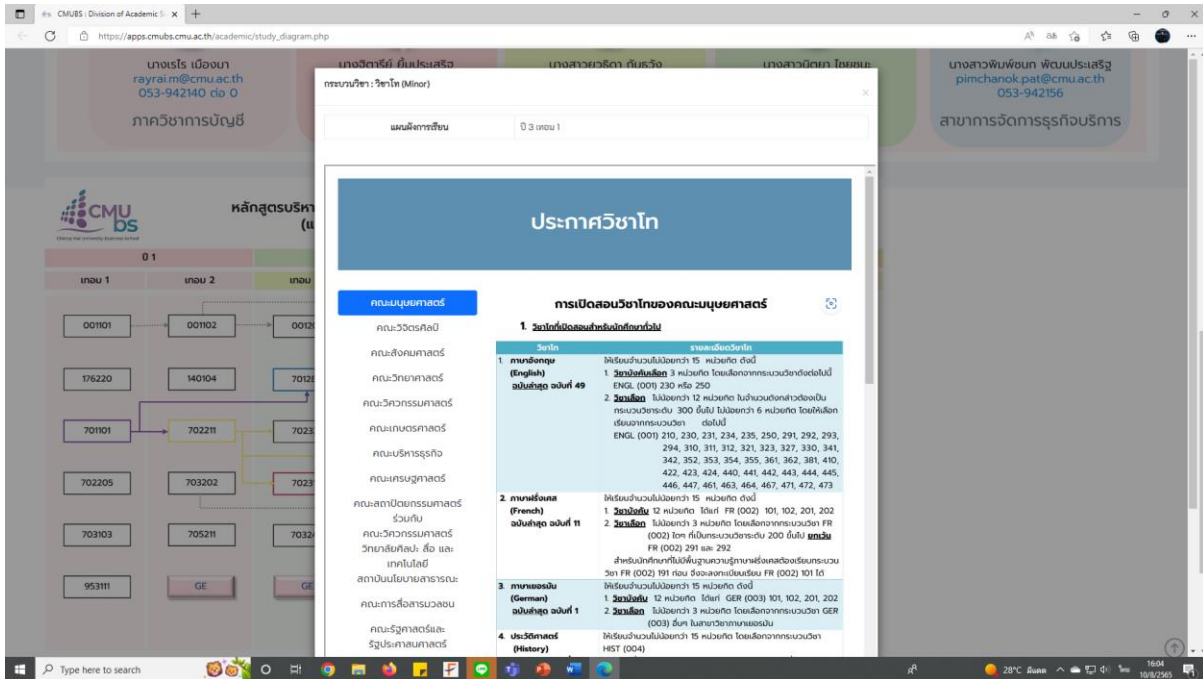 CMUBS : Division of Academic S
https://apps.cmubs.cmu.ac.th/academic/study_diagram.php
นางเรไร เมืองมา
rayrai.m@cmu.ac.th
053-942140 ต่อ 0
ภาควิชาการบัญชี
นางสาวพิมพ์ชนก พัฒนประเสริฐ
pimchanok.pat@cmu.ac.th
053-942156
สาขาการจัดการธุรกิจบริการ
กระบวนวิชา : วิชาโท (Minor)
×
แผนผังการเรียน
ปี 3 เทอม 1
CMU
BS
หลักสูตรบริหา
ปี 1
เทอม 1
เทอม 2
เทอม
001101
001102
176220
140104
701101
702211
702205
703202
703103
705211
953111
GE
GE
ประกาศวิชาโท
คณะมนุษยศาสตร์
คณะวิจิตรศิลป์
คณะสังคมศาสตร์
คณะวิทยาศาสตร์
คณะวิศวกรรมศาสตร์
คณะเกษตรศาสตร์
คณะบริหารธุรกิจ
คณะเศรษฐศาสตร์
คณะสถาปัตยกรรมศาสตร์
ร่วมกับ
คณะวิศวกรรมศาสตร์
วิทยาลัยศิลปะ สื่อ และ
เทคโนโลยี
สถาบันนโยบายสาธารณะ
คณะการสื่อสารมวลชน
คณะรัฐศาสตร์และ
รัฐประศาสนศาสตร์
การเปิดสอนวิชาโทของคณะมนุษยศาสตร์
1. วิชาโทที่เปิดสอนสำหรับนักศึกษาทั่วไป
วิชาโท
รายละเอียดวิชาโท
1. ภาษาอังกฤษ
(English)
ฉบับล่าสุด ฉบับที่ 49
ให้เรียนจำนวนไม่น้อยกว่า 15 หน่วยกิต ดังนี้
1. วิชาบังคับเลือก 3 หน่วยกิต โดยเลือกจากกระบวนวิชาดังต่อไปนี้
ENGL (001) 230 หรือ 250
2. วิชาเลือก ไม่น้อยกว่า 12 หน่วยกิต ในจำนวนดังกล่าวต้องเป็น
กระบวนวิชาระดับ 300 ขึ้นไป ไม่น้อยกว่า 6 หน่วยกิต โดยให้เลือก
เรียนจากกระบวนวิชา ต่อไปนี้
ENGL (001) 210, 230, 231, 234, 235, 250, 291, 292, 293,
294, 310, 311, 312, 321, 323, 327, 330, 341,
342, 352, 353, 354, 355, 361, 362, 381, 410,
422, 423, 424, 440, 441, 442, 443, 444, 445,
446, 447, 461, 463, 464, 467, 471, 472, 473
2. ภาษาฝรั่งเศส
(French)
ฉบับล่าสุด ฉบับที่ 11
ให้เรียนจำนวนไม่น้อยกว่า 15 หน่วยกิต ดังนี้
1. วิชาบังคับ 12 หน่วยกิต ได้แก่ FR (002) 101, 102, 201, 202
2. วิชาเลือก ไม่น้อยกว่า 3 หน่วยกิต โดยเลือกจากกระบวนวิชา FR
(002) ใดๆ ที่เป็นกระบวนวิชาระดับ 200 ขึ้นไป ยกเว้น
FR (002) 291 และ 292
สำหรับนักศึกษาที่ไม่มีพื้นฐานความรู้ภาษาฝรั่งเศสต้องเรียนกระบวน
วิชา FR (002) 191 ก่อน จึงจะลงทะเบียนเรียน FR (002) 101 ได้
3. ภาษาเยอรมัน
(German)
ฉบับล่าสุด ฉบับที่ 1
ให้เรียนจำนวนไม่น้อยกว่า 15 หน่วยกิต ดังนี้
1. วิชาบังคับ 12 หน่วยกิต ได้แก่ GER (003) 101, 102, 201, 202
2. วิชาเลือก ไม่น้อยกว่า 3 หน่วยกิต โดยเลือกจากกระบวนวิชา GER
(003) อื่นๆ ในสาขาวิชาภาษาเยอรมัน
4. ประวัติศาสตร์
(History)
ให้เรียนจำนวนไม่น้อยกว่า 15 หน่วยกิต โดยเลือกจากกระบวนวิชา
HIST (004)
Type here to search
28°C มีแดด
16:04
10/8/2565